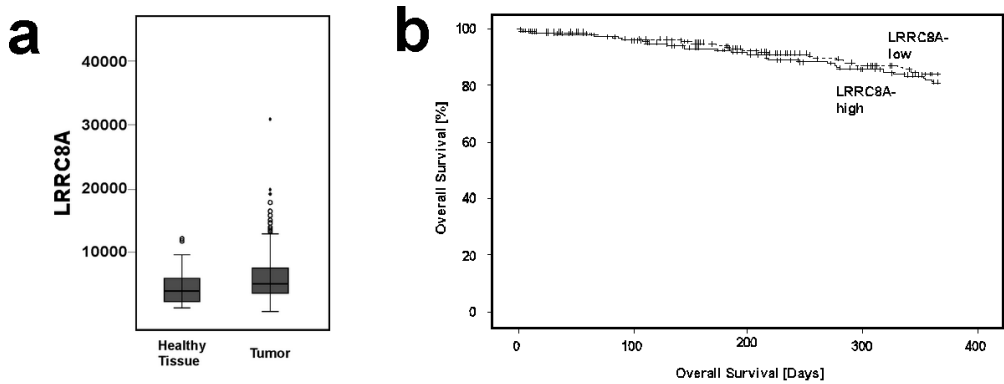 a
LRRC8A
40000
30000
20000
10000
Healthy
Tissue
Tumor
b
Overall Survival [%]
100
80
60
40
20
0
LRRC8A-
low
LRRC8A-
high
0 100 200 300 400
Overall Survival [Days]